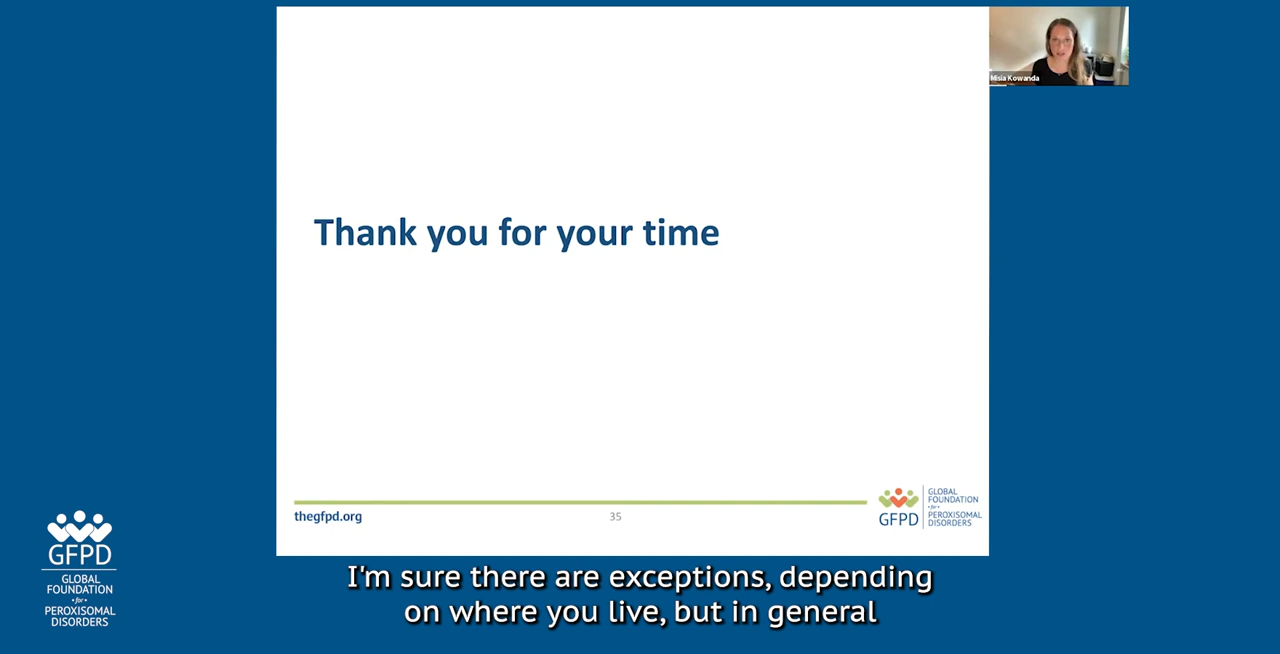 Misia Kowanda
Thank you for your time
thegfpd.org
35
GFPD
GLOBAL
FOUNDATION
•for•
PEROXISOMAL
DISORDERS
GFPD
GLOBAL
FOUNDATION
•for•
PEROXISOMAL
DISORDERS
I'm sure there are exceptions, depending
on where you live, but in general